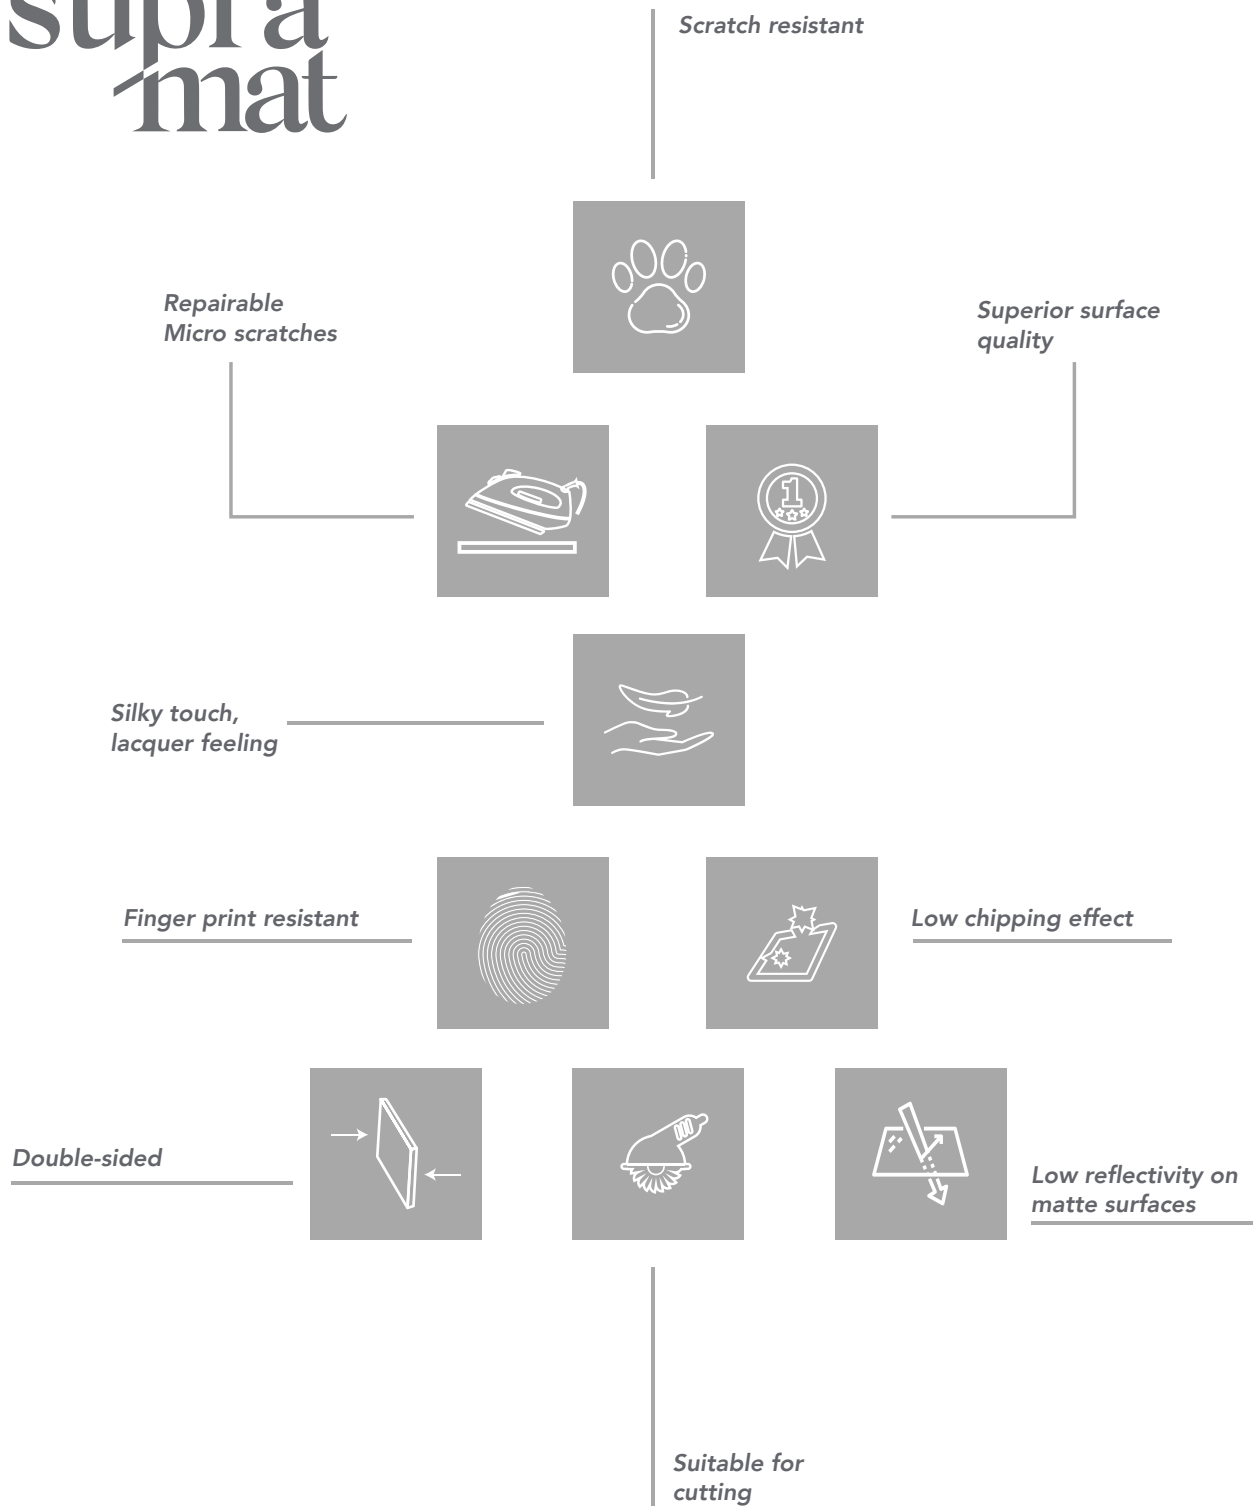 supra
mat
Scratch resistant
Repairable
Micro scratches
Superior surface
quality
1
Silky touch,
lacquer feeling
Finger print resistant
Low chipping effect
Double-sided
Low reflectivity on
matte surfaces
Suitable for
cutting